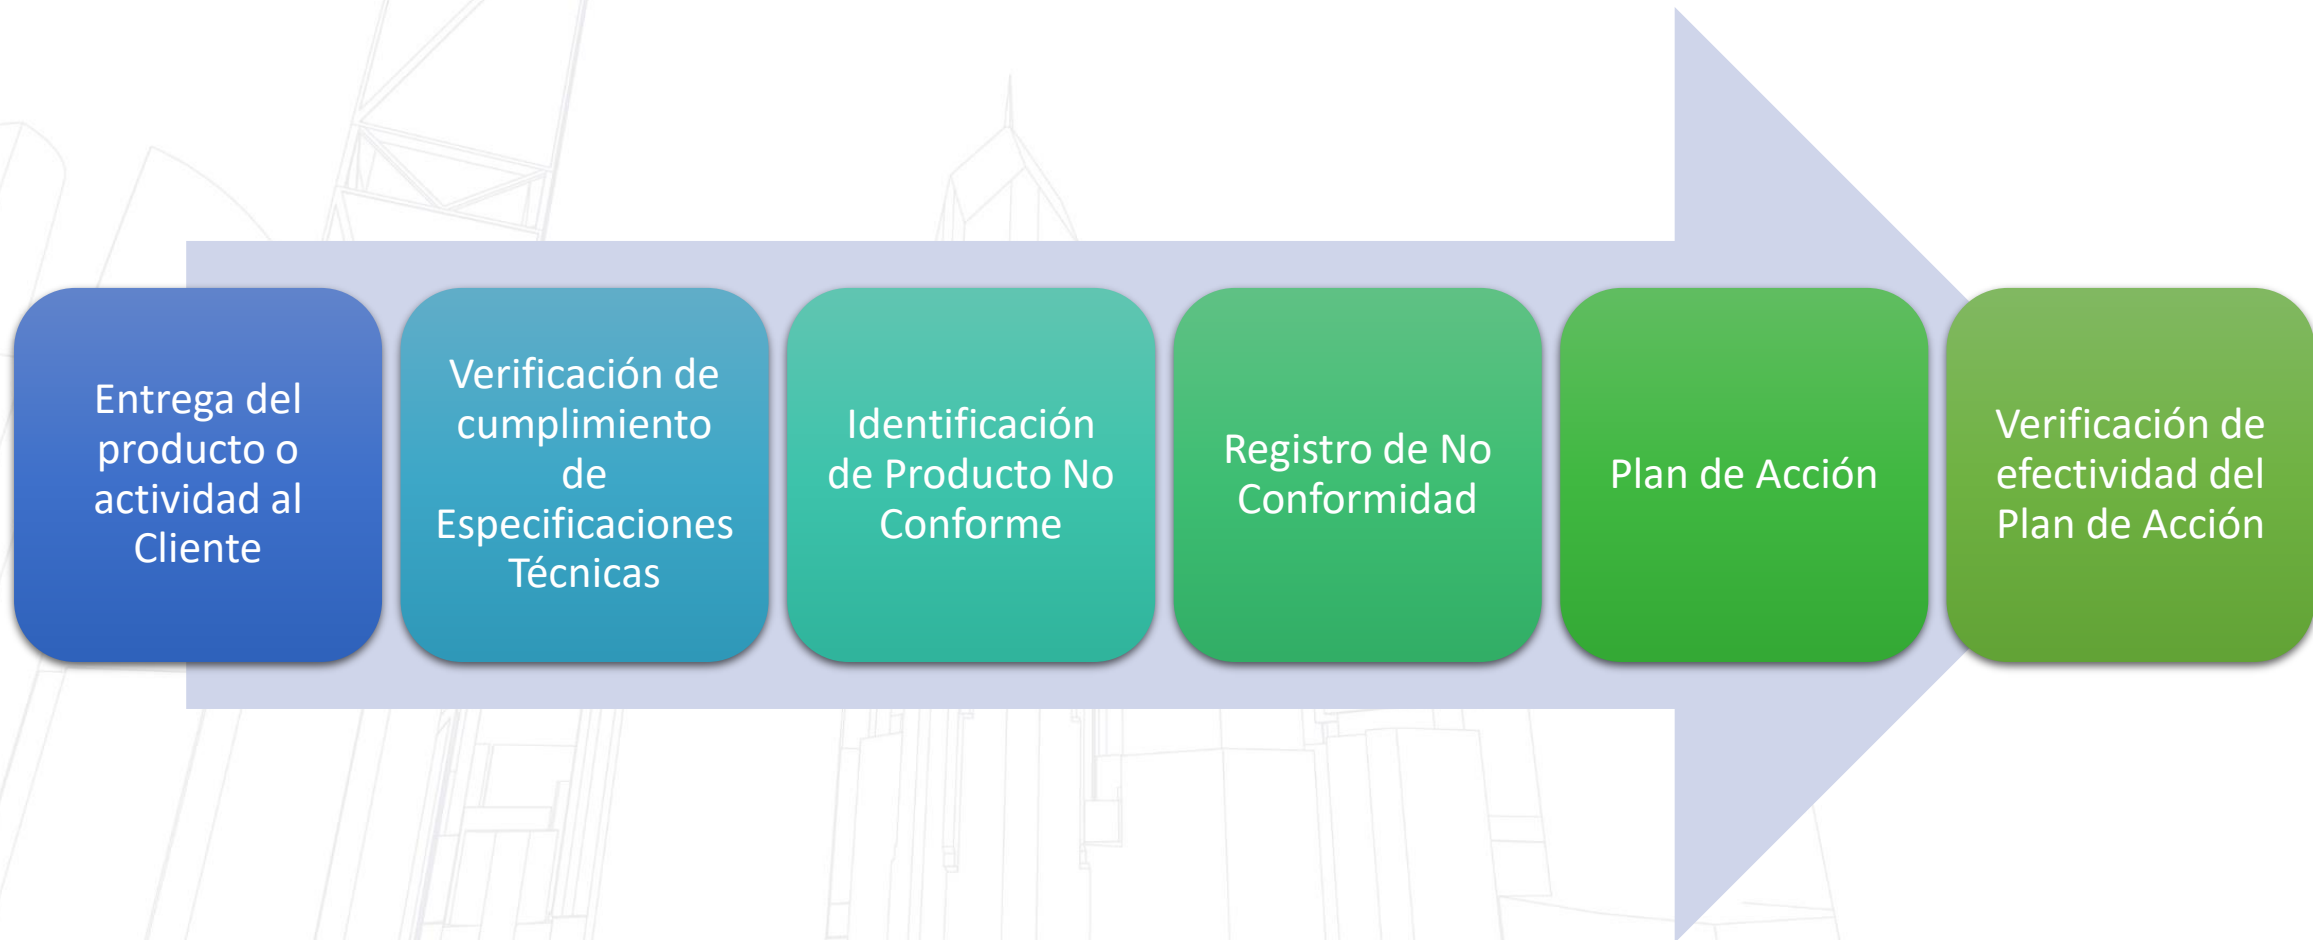 Entrega del
producto o
actividad al
Cliente
Verificación de
cumplimiento
de
Especificaciones
Técnicas
Identificación
de Producto No
Conforme
Registro de No
Conformidad
Plan de Acción
Verificación de
efectividad del
Plan de Acción